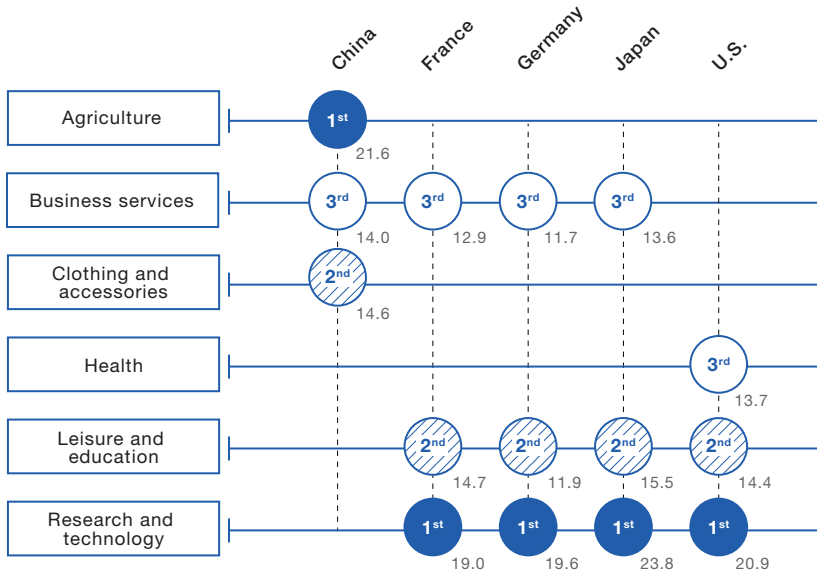 China France Germany Japan U.S.
Agriculture 1st
21.6
Business services 3rd 3rd 3rd 3rd
14.0 12.9 11.7 13.6
Clothing and
accessories 2nd
14.6
Health 3rd
13.7
Leisure and
education 2nd 2nd 2nd 2nd
14.7 11.9 15.5 14.4
Research and
technology 1st 1st 1st 1st
19.0 19.6 23.8 20.9